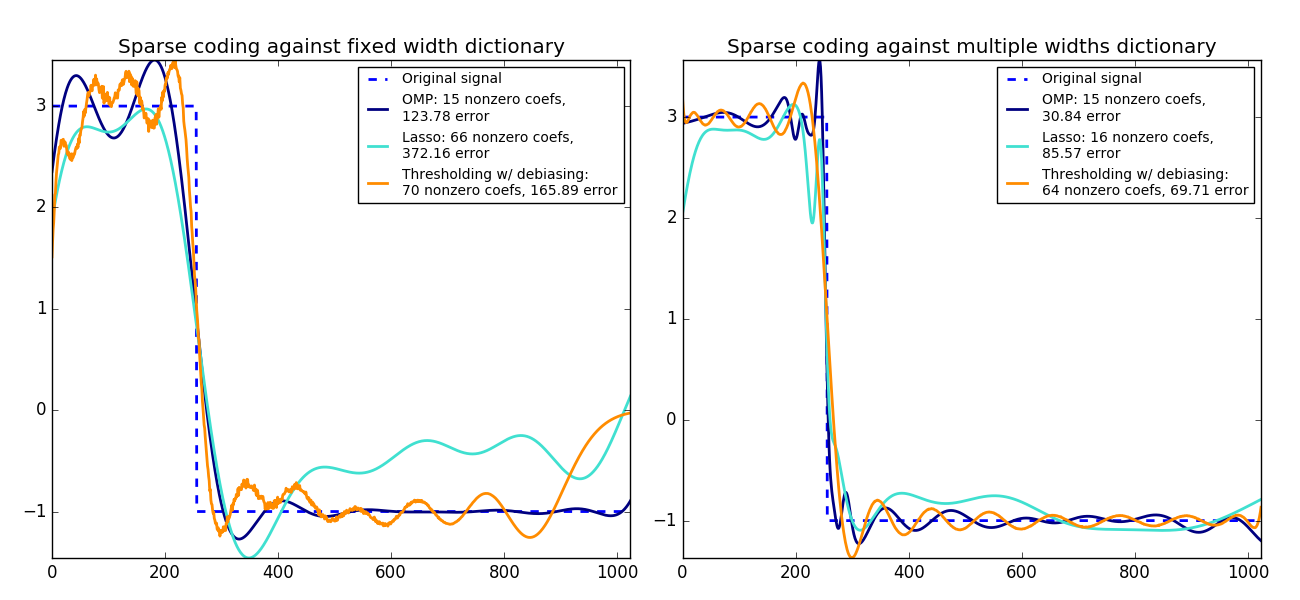 Sparse coding against fixed width dictionary
Original signal
OMP: 15 nonzero coefs,
123.78 error
Lasso: 66 nonzero coefs,
372.16 error
Thresholding w/ debiasing:
70 nonzero coefs, 165.89 error
3
2
1
0
−1
0
200
400
600
800
1000
Sparse coding against multiple widths dictionary
Original signal
OMP: 15 nonzero coefs,
30.84 error
Lasso: 16 nonzero coefs,
85.57 error
Thresholding w/ debiasing:
64 nonzero coefs, 69.71 error
3
2
1
0
−1
0
200
400
600
800
1000